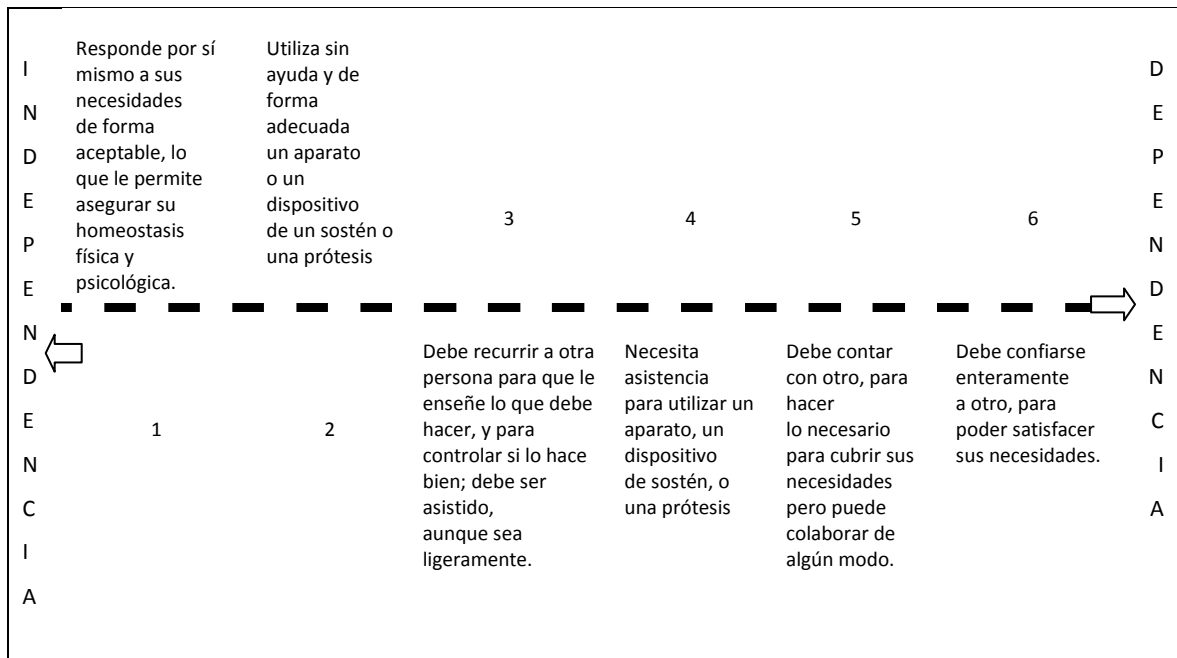 INDEPENDENCIA
Responde por sí
mismo a sus
necesidades
de forma
aceptable, lo
que le permite
asegurar su
homeostasis
física y
psicológica.
1
Utiliza sin
ayuda y de
forma
adecuada
un aparato
o un
dispositivo
de un sostén o
una prótesis
2
3
Debe recurrir a otra
persona para que le
enseñe lo que debe
hacer, y para
controlar si lo hace
bien; debe ser
asistido,
aunque sea
ligeramente.
4
Necesita
asistencia
para utilizar un
aparato, un
dispositivo
de sostén, o
una prótesis
5
Debe contar
con otro, para
hacer
lo necesario
para cubrir sus
necesidades
pero puede
colaborar de
algún modo.
6
Debe confiarse
enteramente
a otro, para
poder satisfacer
sus necesidades.
DEPENDENCIA